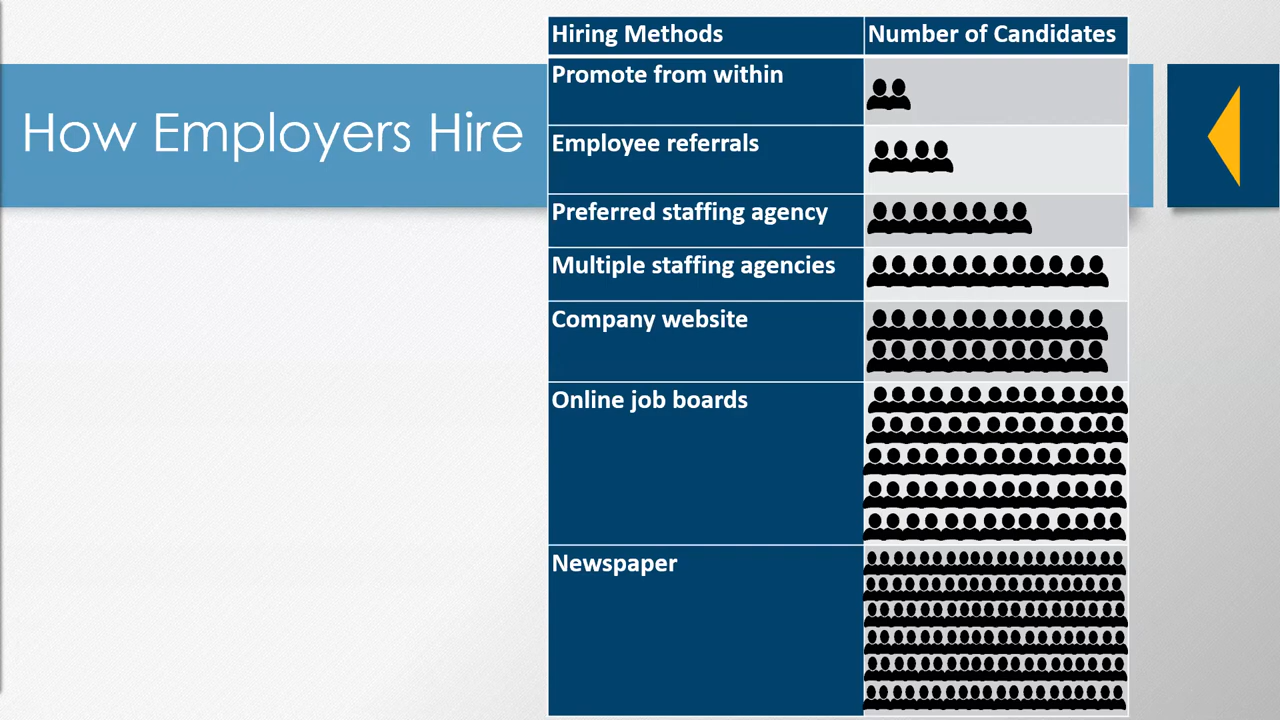 How Employers Hire
Hiring Methods
Number of Candidates
Promote from within
Employee referrals
Preferred staffing agency
Multiple staffing agencies
Company website
Online job boards
Newspaper